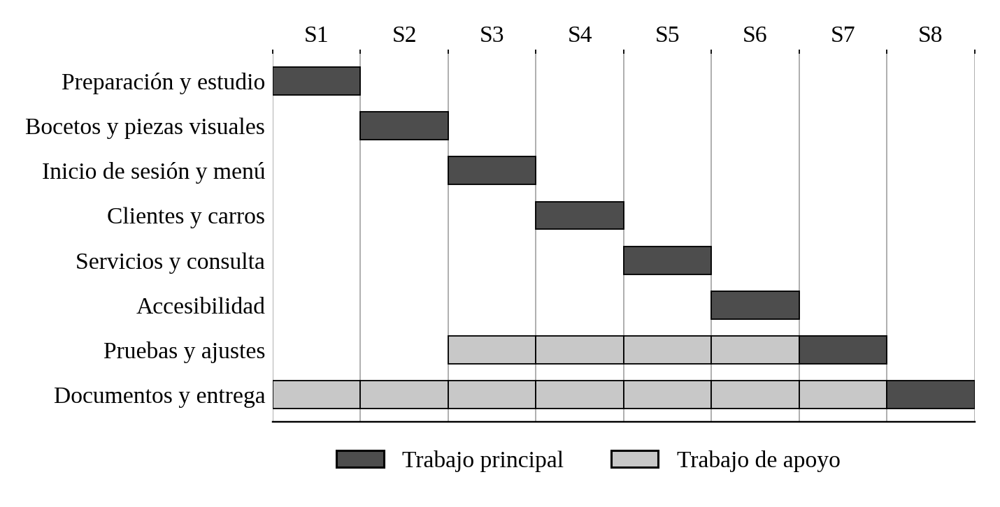 S1 S2 S3 S4 S5 S6 S7 S8
Preparación y estudio
Bocetos y piezas visuales
Inicio de sesión y menú
Clientes y carros
Servicios y consulta
Accesibilidad
Pruebas y ajustes
Documentos y entrega
Trabajo principal Trabajo de apoyo